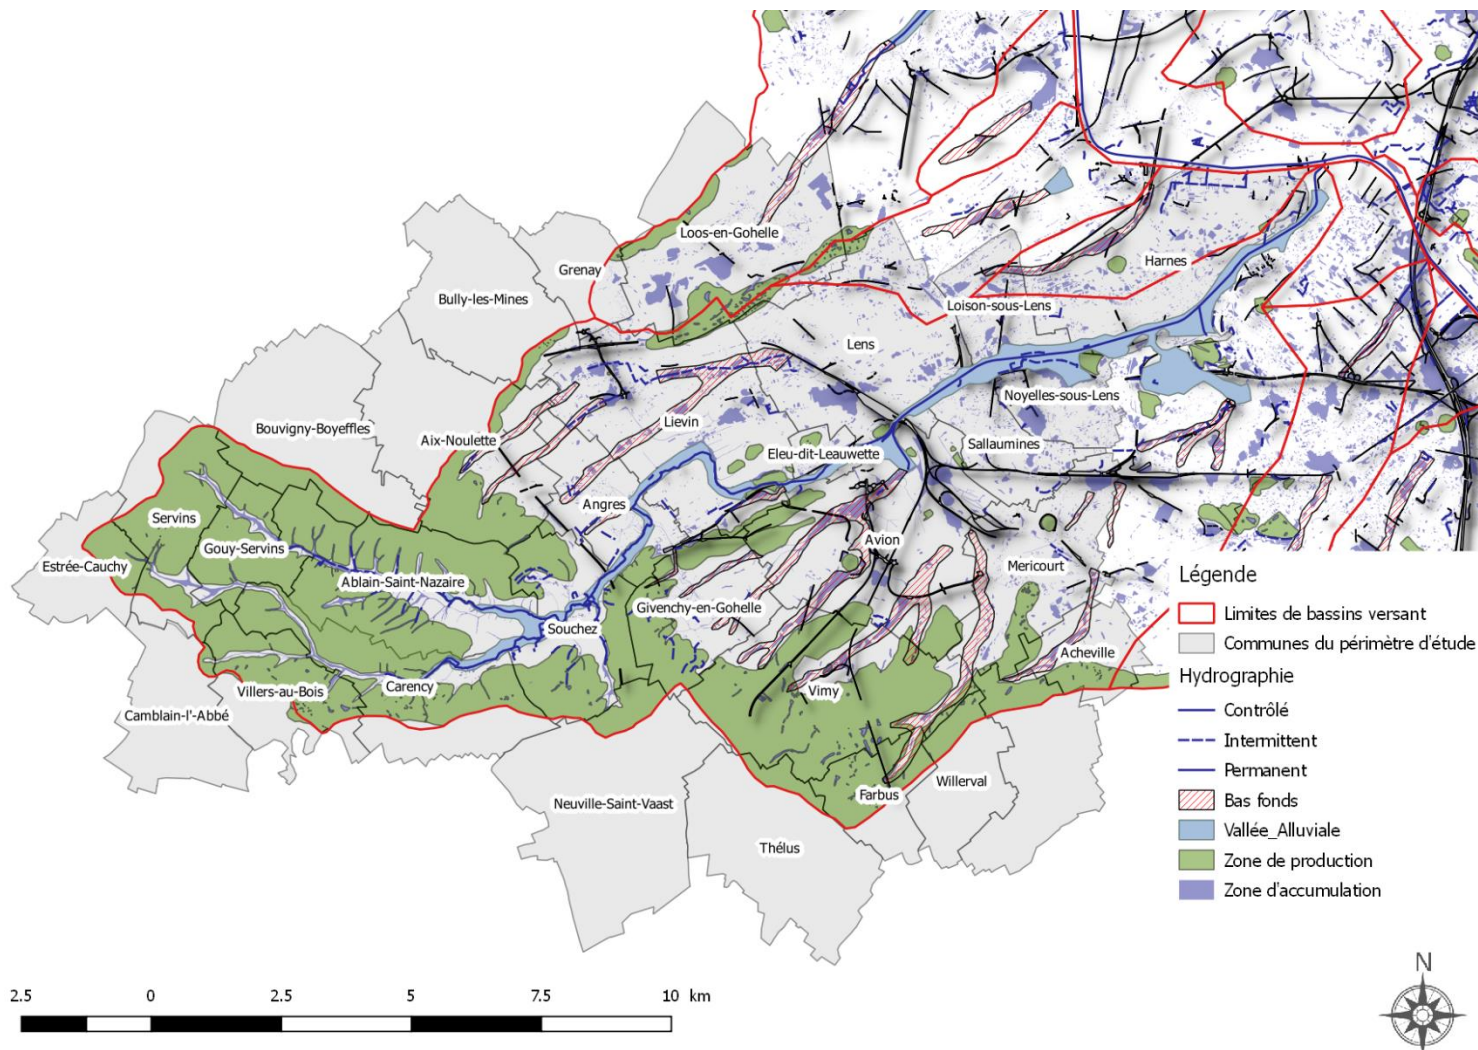 Loos-en-Gohelle
Grenay
Bully-les-Mines
Harnes
Loison-sous-Lens
Lens
Noyelles-sous-Lens
Bouvigny-Boyeffles
Aix-Noulette
Lievin
Sallaumines
Eleu-dit-Leauwette
Angres
Servins
Gouy-Servins
Avion
Estrée-Cauchy
Ablain-Saint-Nazaire
Mericourt
Givenchy-en-Gohelle
Souchez
Acheville
Carency
Villers-au-Bois
Vimy
Camblain-l'-Abbé
Willerval
Farbus
Neuville-Saint-Vaast
Thélus
Légende
Limites de bassins versant
Communes du périmètre d'étude
Hydrographie
Contrôlé
Intermittent
Permanent
Bas fonds
Vallée_Alluviale
Zone de production
Zone d'accumulation
N
2.5 0 2.5 5 7.5 10 km